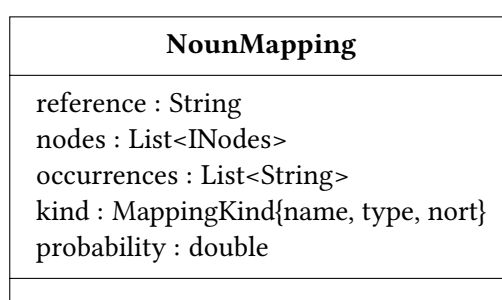 NounMapping
reference : String
nodes : List<INodes>
occurrences : List<String>
kind : MappingKind{name, type, nort}
probability : double